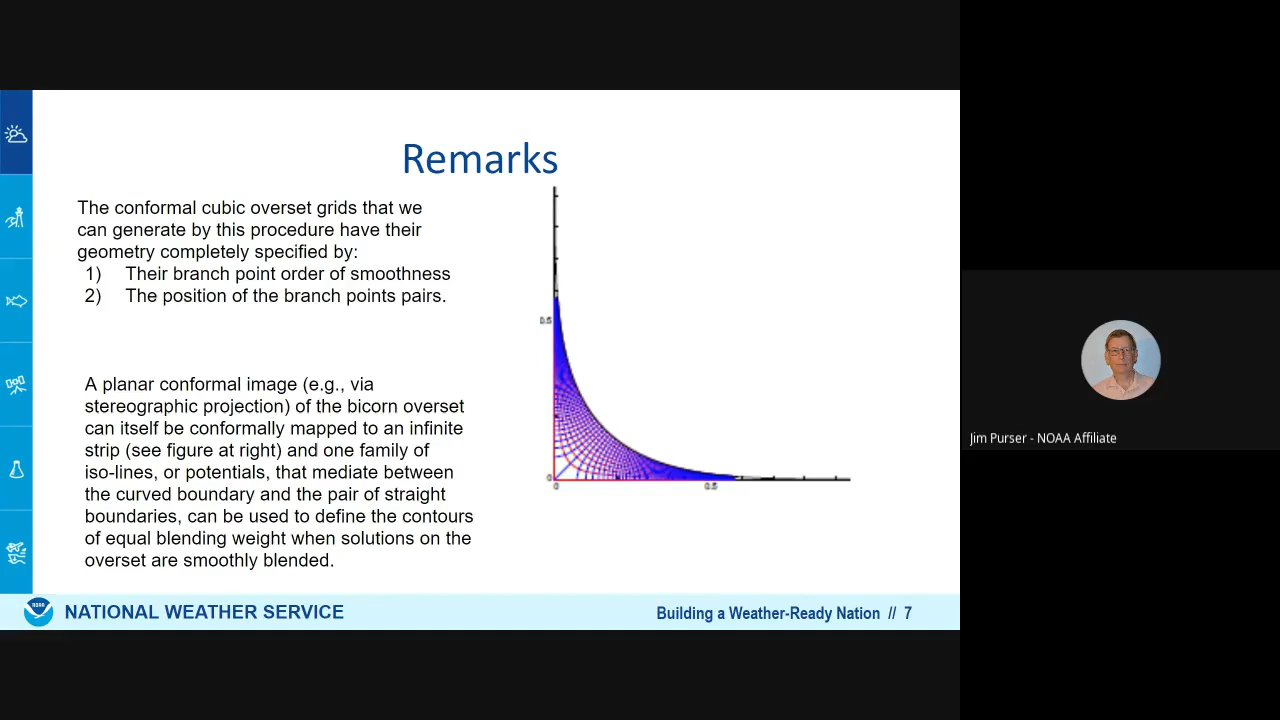 Remarks
The conformal cubic overset grids that we
can generate by this procedure have their
geometry completely specified by:
1) Their branch point order of smoothness
2) The position of the branch points pairs.
A planar conformal image (e.g., via
stereographic projection) of the bicorn overset
can itself be conformally mapped to an infinite
strip (see figure at right) and one family of
iso-lines, or potentials, that mediate between
the curved boundary and the pair of straight
boundaries, can be used to define the contours
of equal blending weight when solutions on the
overset are smoothly blended.
0.5
0
0
0.5
NATIONAL WEATHER SERVICE
Building a Weather-Ready Nation // 7
Jim Purser - NOAA Affiliate